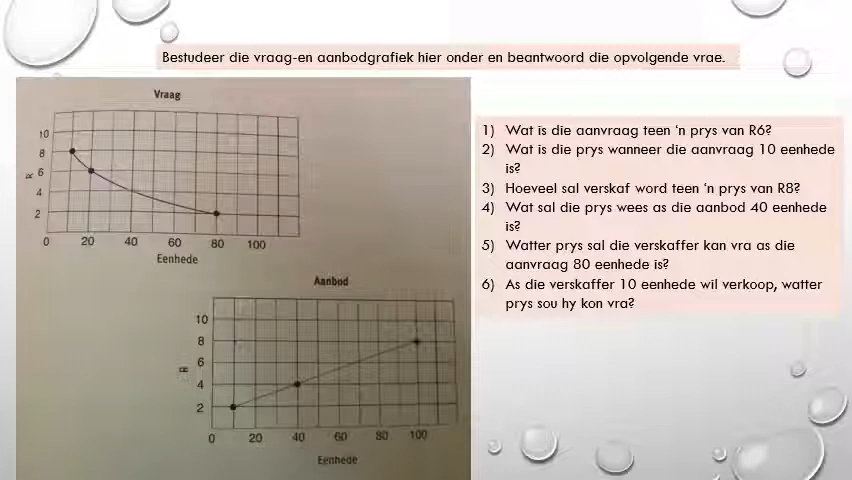 Bestudeer die vraag-en aanbodgrafiek hier onder en beantwoord die opvolgende vrae.
Vraag
10
8
6
4
2
R
0 20 40 60 80 100
Eenhede
Aanbod
10
8
6
4
2
R
0 20 40 60 80 100
Eenhede
1) Wat is die aanvraag teen 'n prys van R6?
2) Wat is die prys wanneer die aanvraag 10 eenhede
is?
3) Hoeveel sal verskaf word teen 'n prys van R8?
4) Wat sal die prys wees as die aanbod 40 eenhede
is?
5) Watter prys sal die verskaffer kan vra as die
aanvraag 80 eenhede is?
6) As die verskaffer 10 eenhede wil verkoop, watter
prys sou hy kon vra?